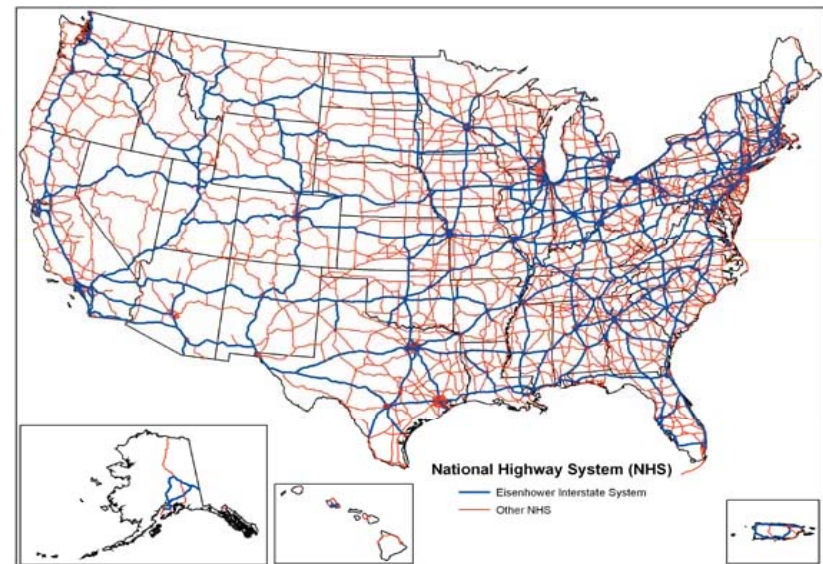 National Highway System (NHS)
Eisenhower Interstate System
Other NHS